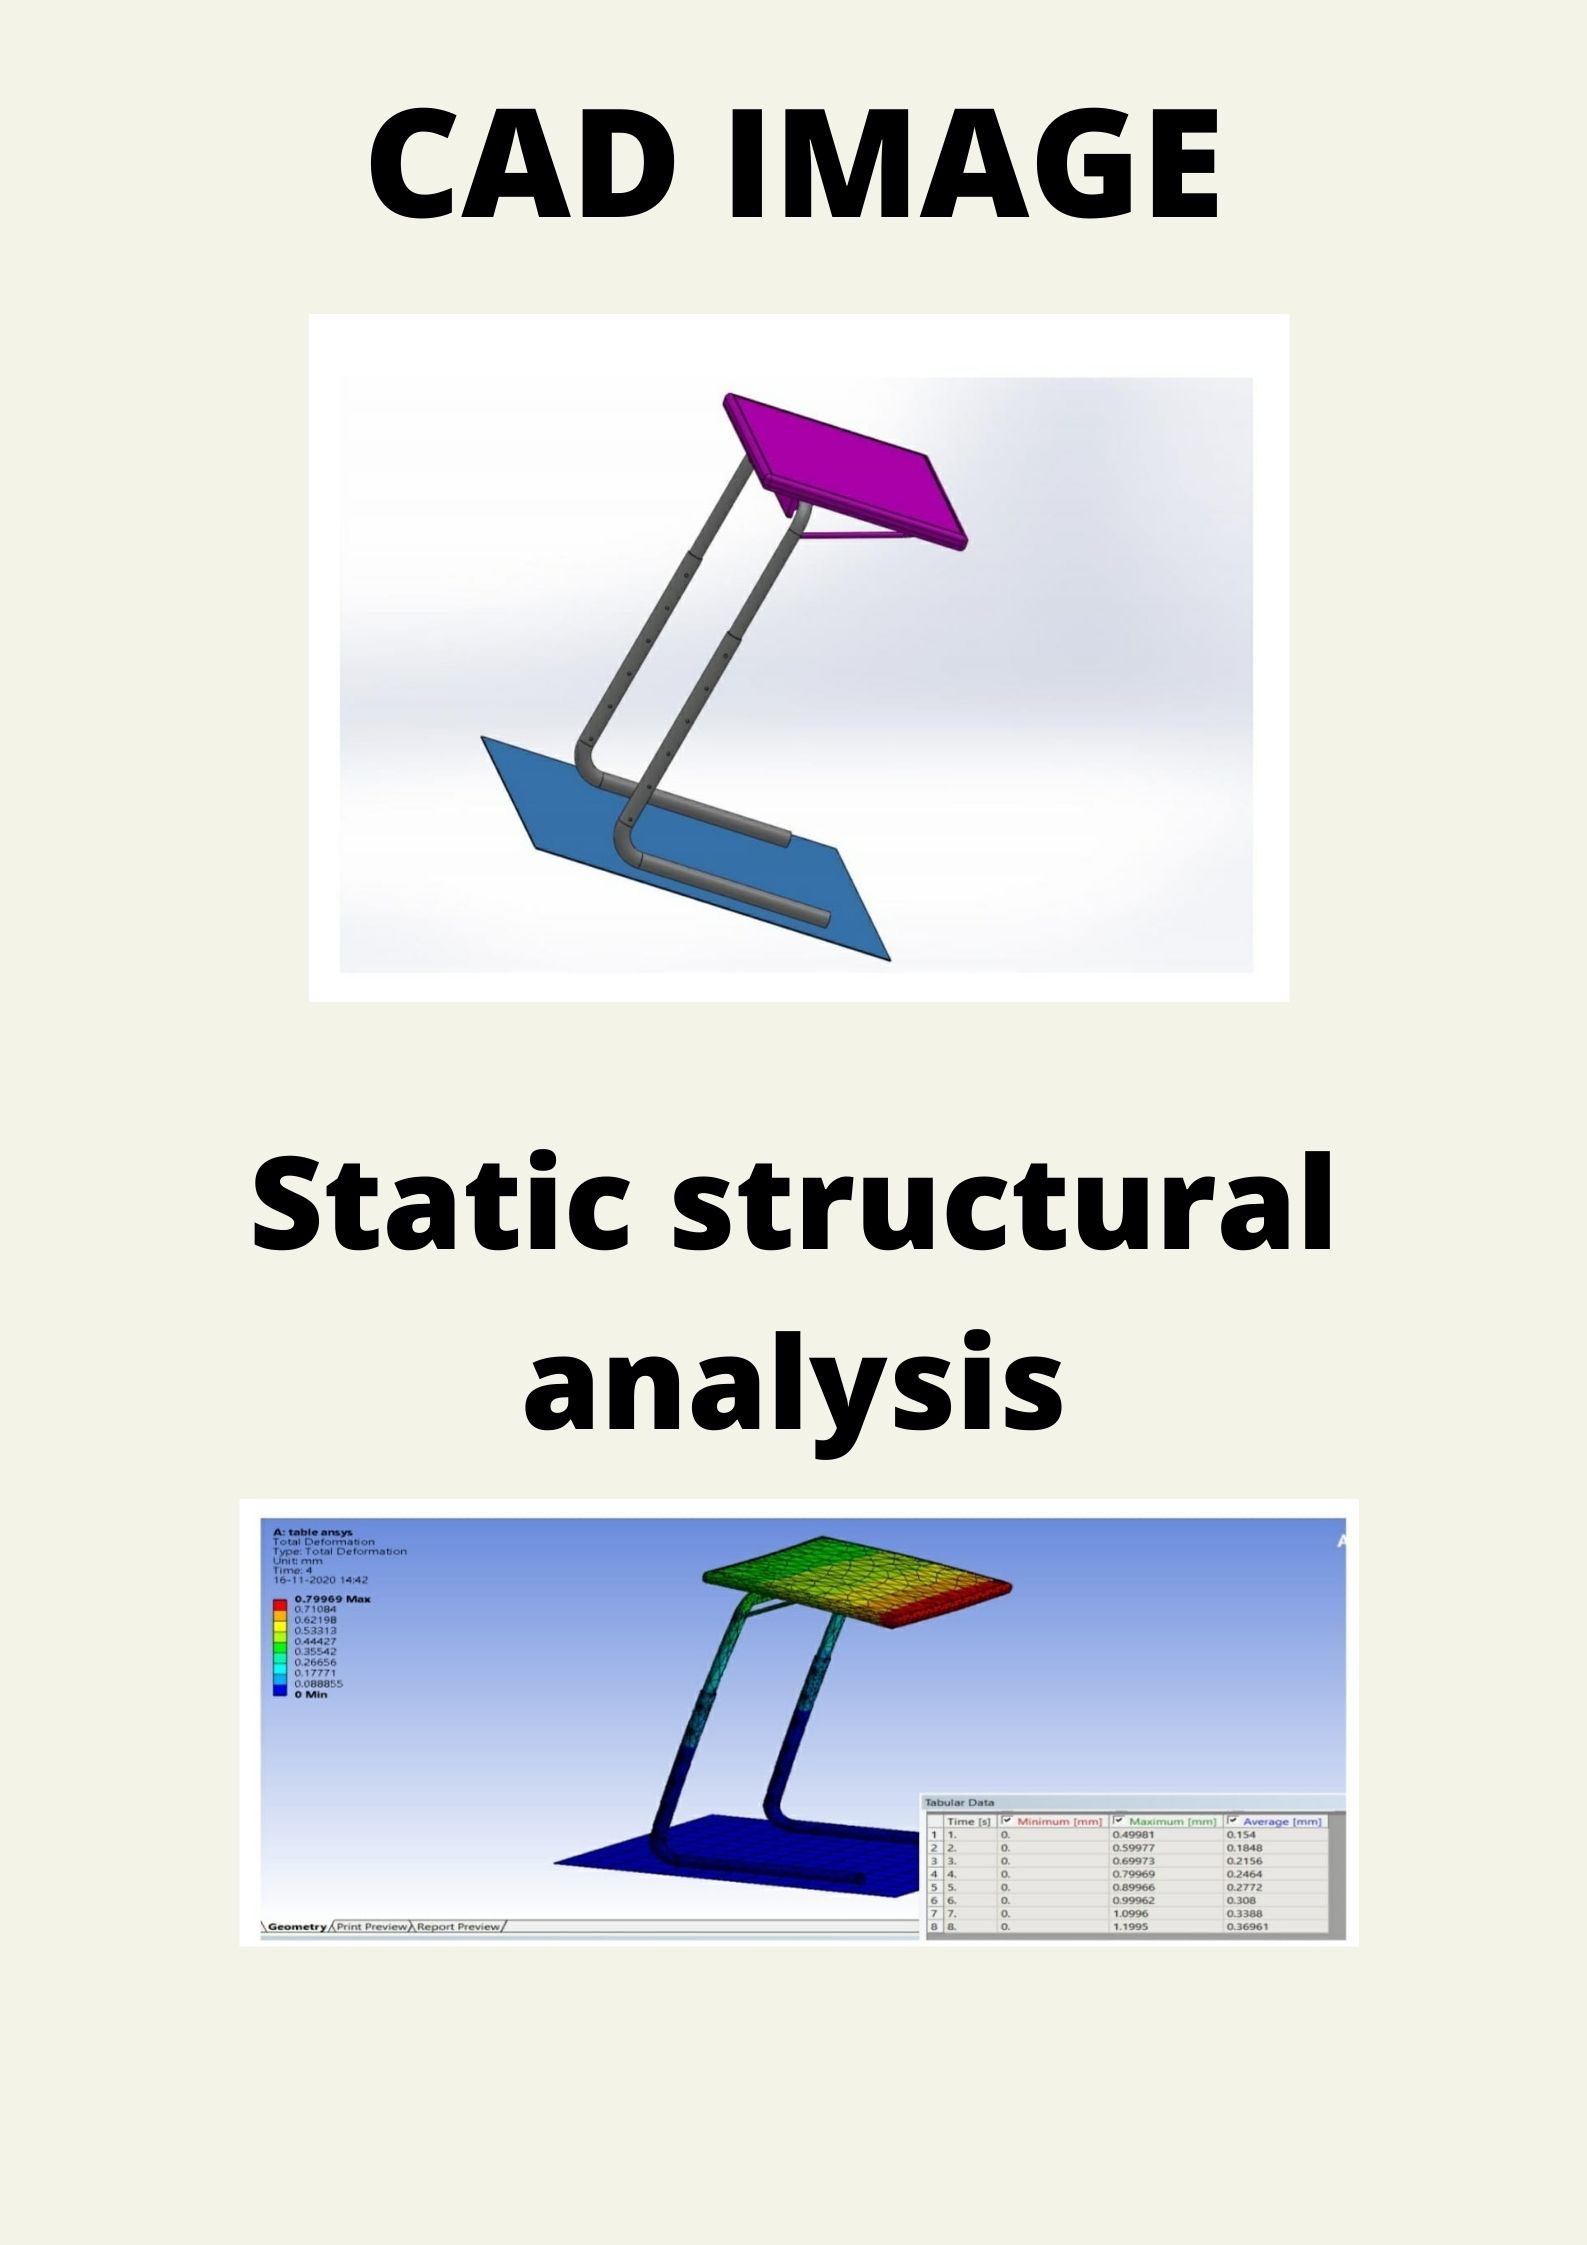 CAD IMAGE
Static structural
analysis
A: table ansys
Total Deformation
Type: Total Deformation
Unit: mm
Time: 4
16-11-2020 14:42
0.79969 Max
0.71084
0.62198
0.53313
0.44427
0.35542
0.26656
0.17771
0.088855
0 Min
A
Tabular Data
Time [s] Minimum [mm] Maximum [mm] Average [mm]
1 1. 0. 0.49981 0.154
2 2. 0. 0.59977 0.1848
3 3. 0. 0.69973 0.2156
4 4. 0. 0.79969 0.2464
5 5. 0. 0.89966 0.2772
6 6. 0. 0.99962 0.308
7 7. 0. 1.0996 0.3388
8 8. 0. 1.1995 0.36961
Geometry Print Preview Report Preview